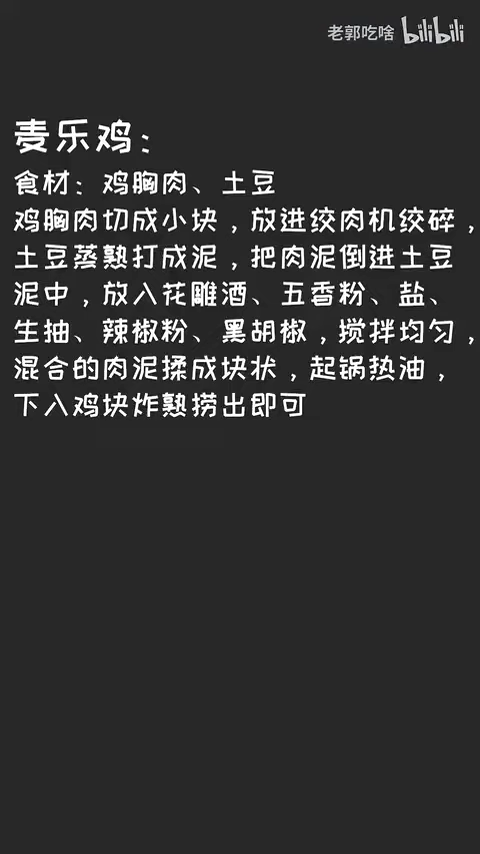 老郭吃啥 bilibili
麦乐鸡：
食材：鸡胸肉、土豆
鸡胸肉切成小块，放进绞肉机绞碎，
土豆蒸熟打成泥，把肉泥倒进土豆
泥中，放入花雕酒、五香粉、盐、
生抽、辣椒粉、黑胡椒，搅拌均匀，
混合的肉泥揉成块状，起锅热油，
下入鸡块炸熟捞出即可